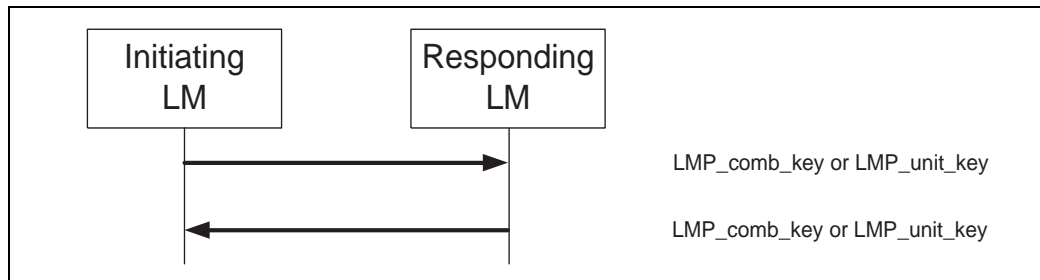 Initiating
LM
Responding
LM
LMP_comb_key or LMP_unit_key
LMP_comb_key or LMP_unit_key